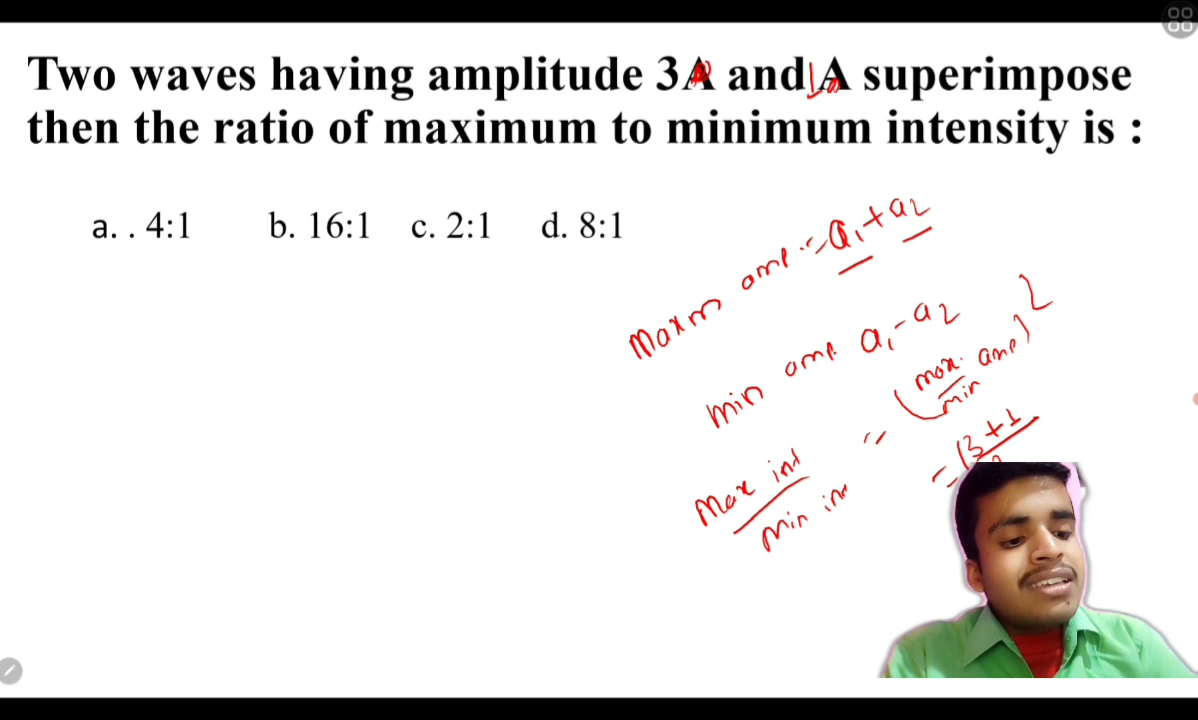 Two waves having amplitude 3A and 1A superimpose
then the ratio of maximum to minimum intensity is :
a. . 4:1 b. 16:1 c. 2:1 d. 8:1
Maxm amp = a1 + a2
min amp a1 - a2
Max int = (max. amp)2
min int min
= (3+1